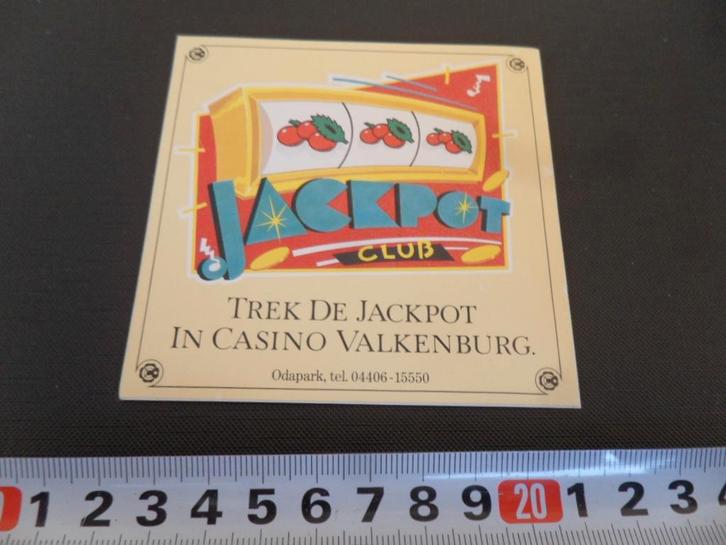 JACKPOT
CLUB
TREK DE JACKPOT
IN CASINO VALKENBURG.
Odapark, tel. 04406-15550
1 2 3 4 5 6 7 8 9 20 1 2 3 4